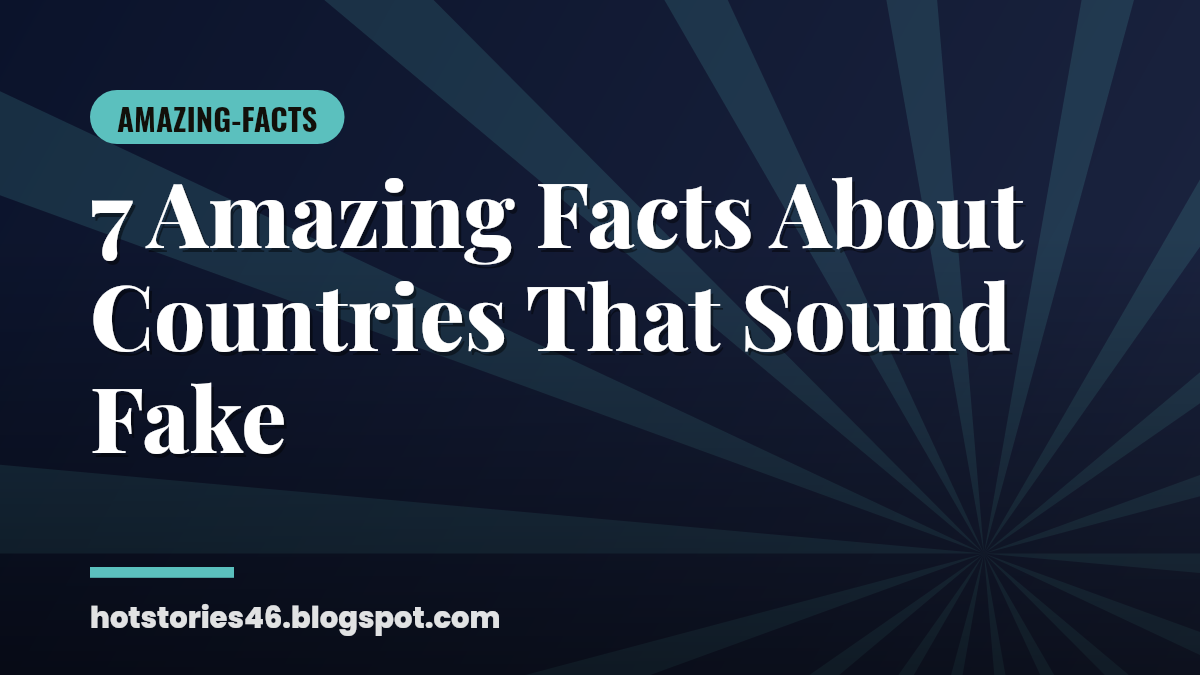 AMAZING-FACTS
7 Amazing Facts About
Countries That Sound
Fake
hotstories46.blogspot.com